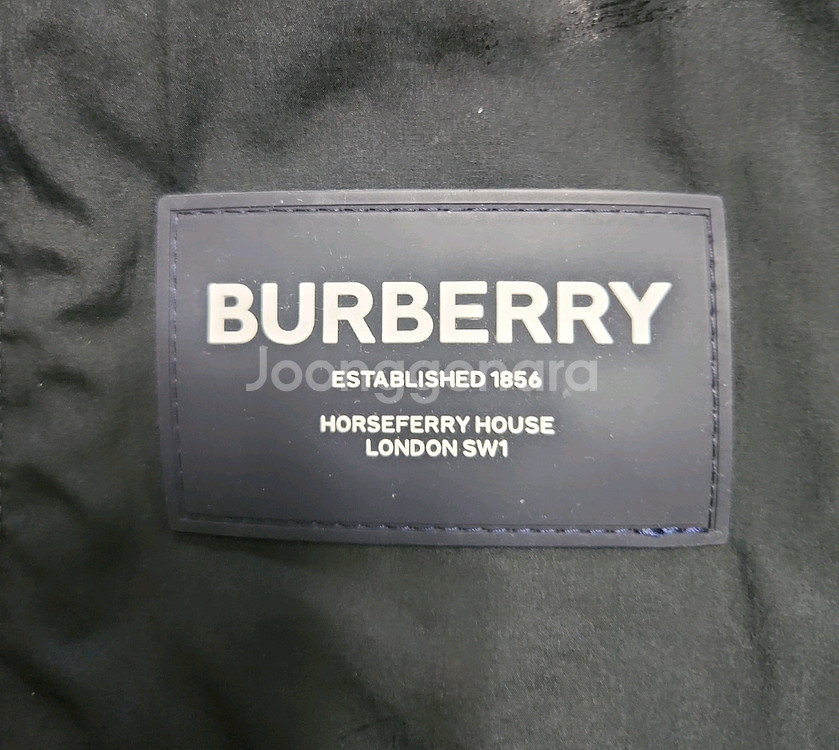 BURBERRY
Joonggonara
ESTABLISHED 1856
HORSEFERRY HOUSE
LONDON SW1